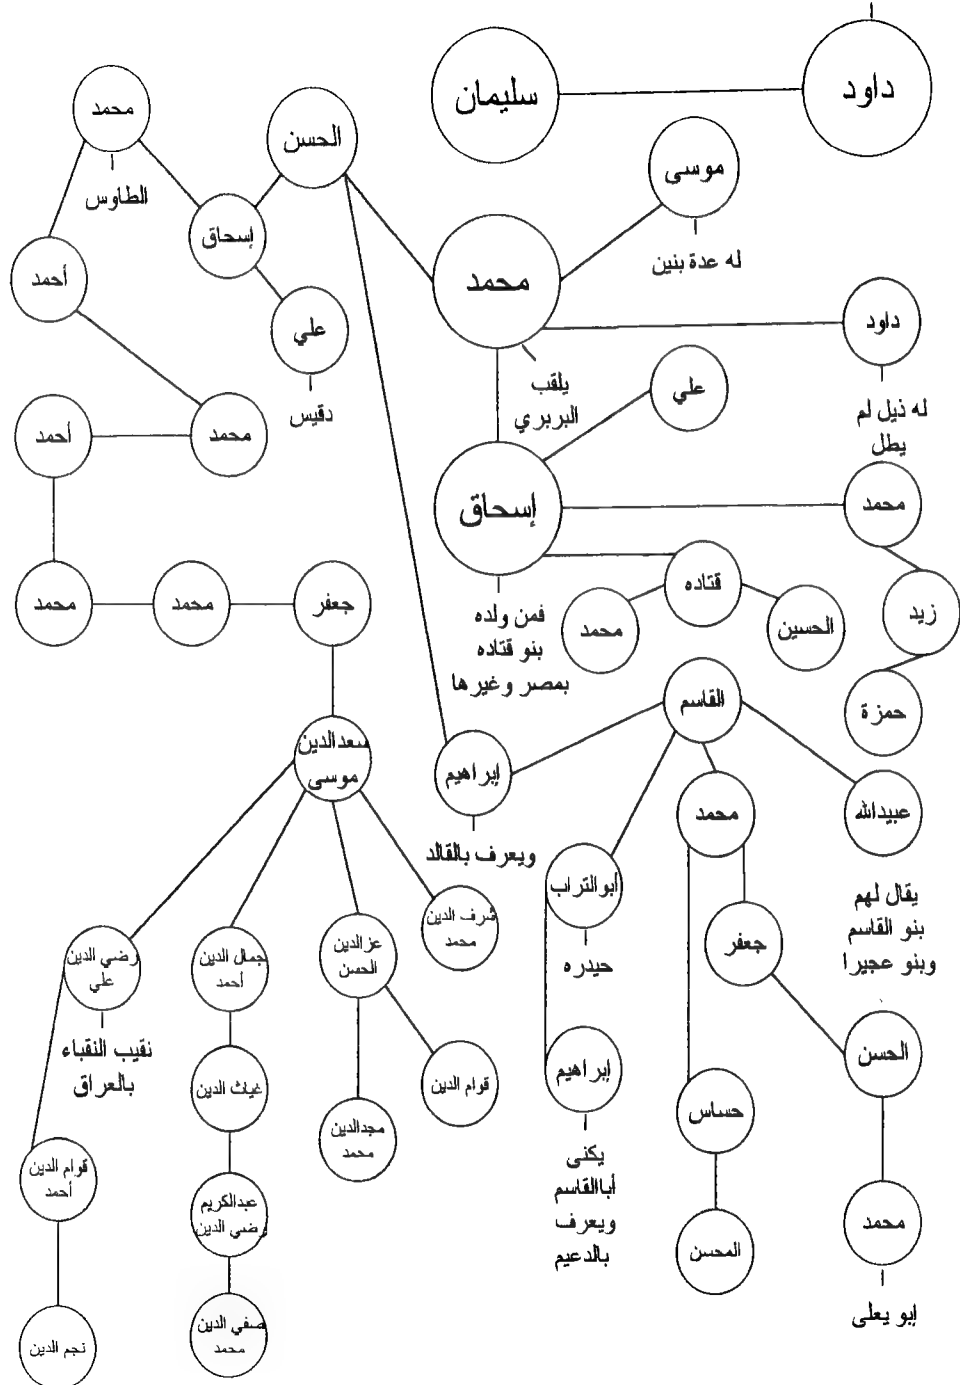 داود
سليمان
محمد
الطاوس
الحسن
موسى
له عدة بنين
إسحاق
أحمد
محمد
يلقب
البربري
داود
له ذيل لم
يطل
علي
دقيس
علي
أحمد
محمد
إسحاق
فمن ولده
بنو قتاده
بمصر وغيرها
محمد
قتاده
زيد
الحسين
محمد
حمزة
محمد
محمد
جعفر
القاسم
سعدالدين
موسى
إبراهيم
ويعرف بالقالد
محمد
عبيدالله
يقال لهم
بنو القاسم
وبنو عجيرا
أبوالتراب
حيدره
جعفر
شرف الدين
محمد
عزالدين
الحسن
جمال الدين
أحمد
رضي الدين
علي
نقيب النقباء
بالعراق
الحسن
إبراهيم
يكنى
أباالقاسم
ويعرف
بالدعيم
قوام الدين
غياث الدين
حساس
مجدالدين
محمد
قوام الدين
أحمد
عبدالكريم
رضي الدين
محمد
إبو يعلى
المحسن
صفي الدين
محمد
نجم الدين